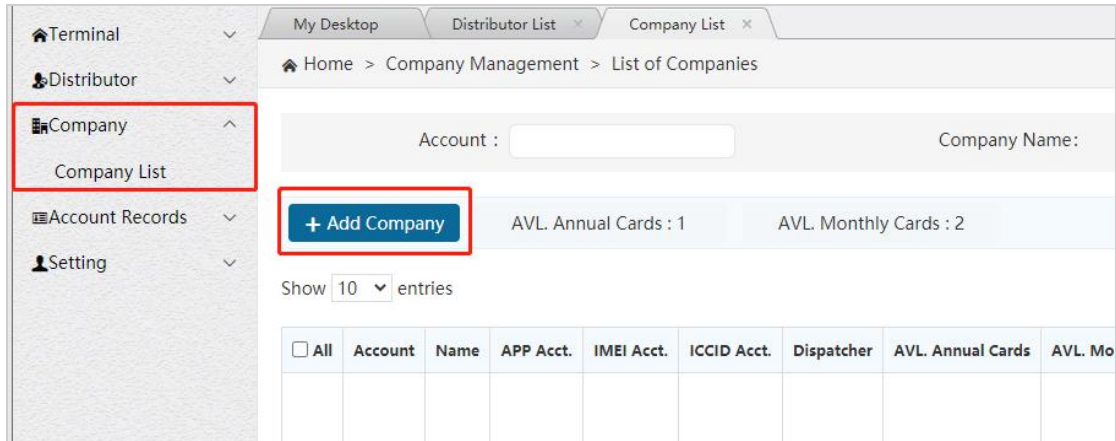 Terminal
Distributor
Company
Company List
Account Records
Setting
My Desktop Distributor List × Company List ×
Home > Company Management > List of Companies
Account : Company Name:
+ Add Company AVL. Annual Cards : 1 AVL. Monthly Cards : 2
Show 10 entries
All Account Name APP Acct. IMEI Acct. ICCID Acct. Dispatcher AVL. Annual Cards AVL. Mo